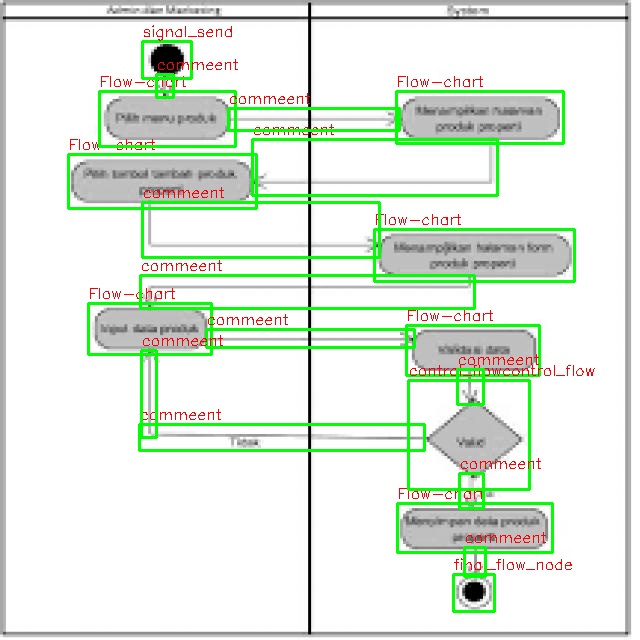 Admin dan Marketing
System
signal_send
commeent
Flow-chart
Flow-chart
commeent
Pilih menu produk
Menampilkan halaman
produk properti
commeent
Flow-chart
Pilih tombol tambah produk
properti
commeent
Flow-chart
Menampilkan halaman form
produk properti
commeent
Flow-chart
Flow-chart
commeent
Input data produk
commeent
Validasi data
commeent
control_flowcontrol_flow
commeent
Tidak
Valid
commeent
Flow-chart
Menyimpan data produk
properti
commeent
final_flow_node